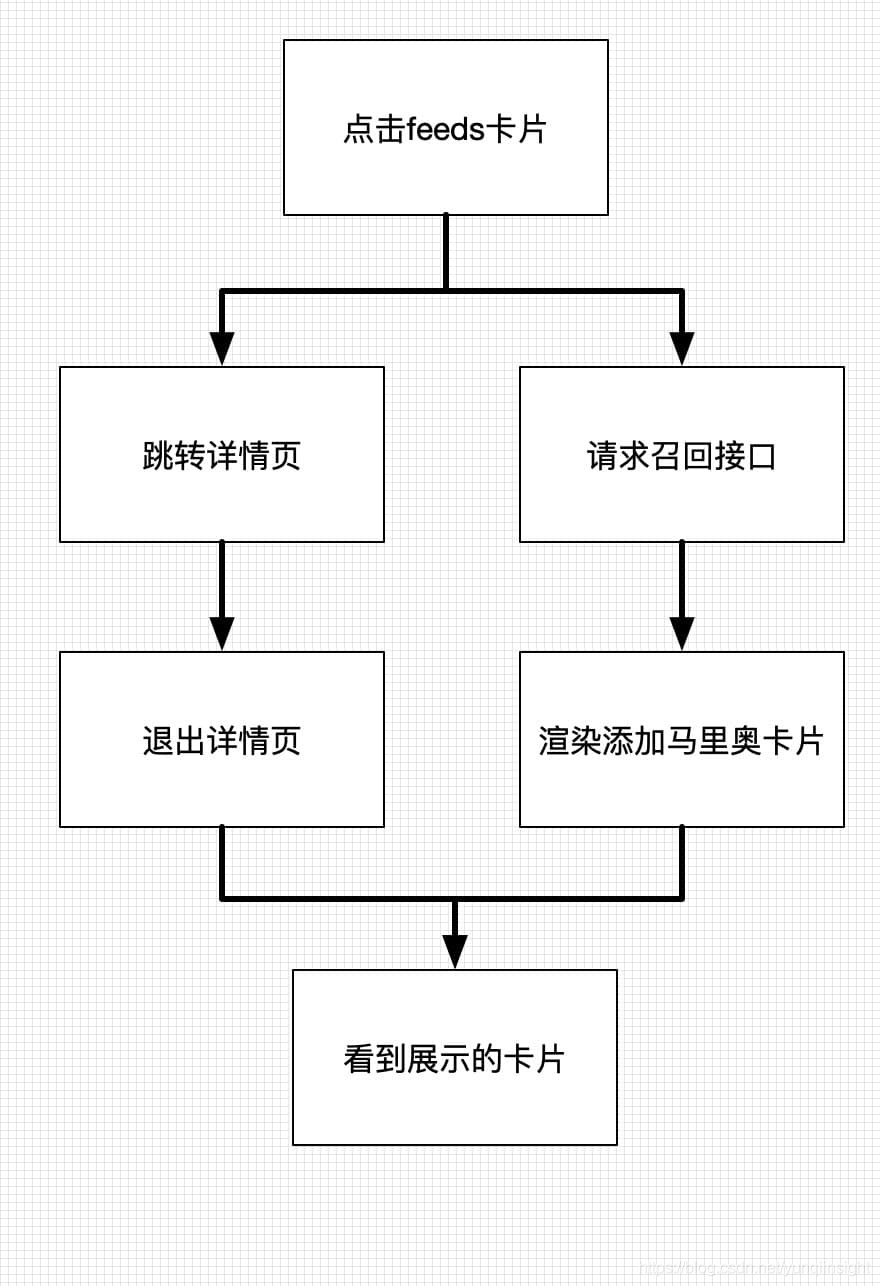 点击feeds卡片
跳转详情页
请求召回接口
退出详情页
渲染添加马里奥卡片
看到展示的卡片
https://blog.csdn.net/yunqiinsight